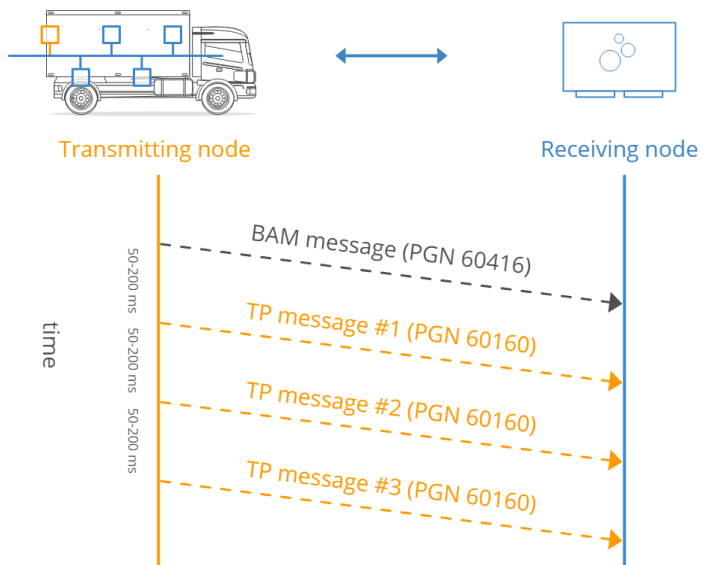 Transmitting node
Receiving node
BAM message (PGN 60416)
50-200 ms
TP message #1 (PGN 60160)
time
50-200 ms
TP message #2 (PGN 60160)
50-200 ms
TP message #3 (PGN 60160)